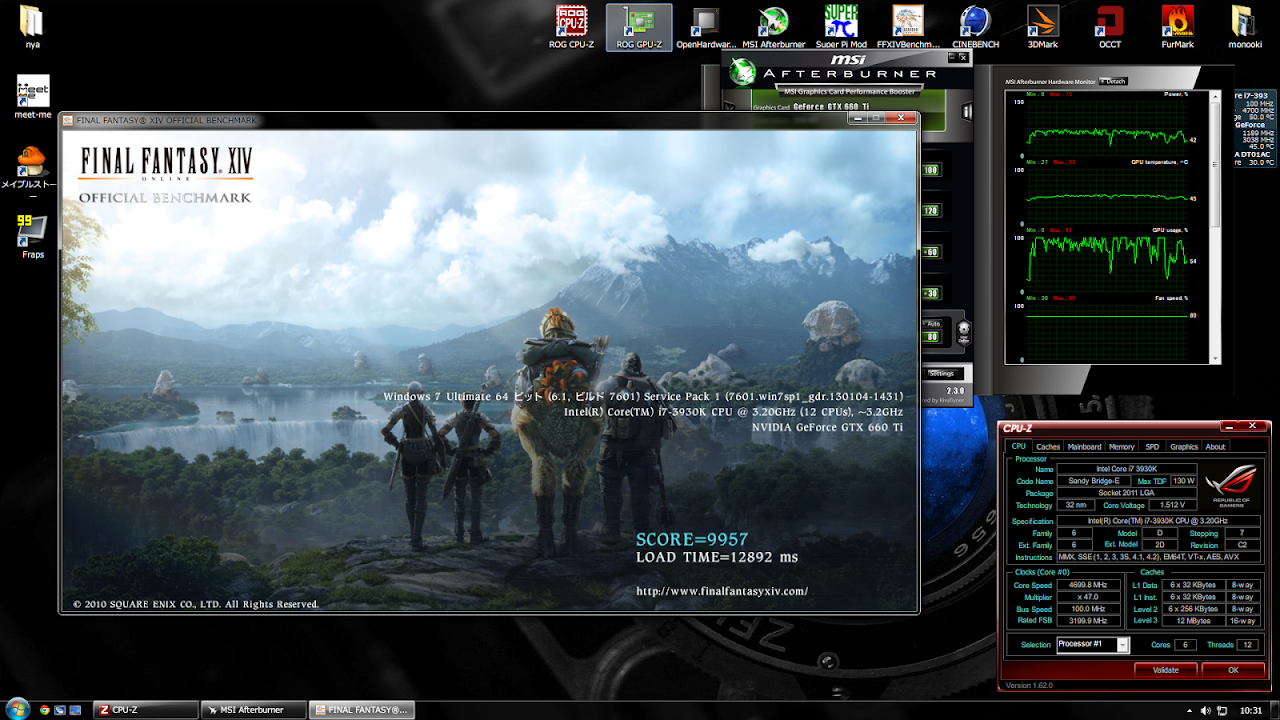 nya
ROG CPU-Z
ROG GPU-Z
OpenHardwar...
MSI Afterburner
Super Pi Mod
FFXIVBenchm...
CINEBENCH
3DMark
OCCT
FurMark
monooki
meet-me
メイプルストー
ー
99
Fraps
msi
AFTERBURNER
MSI Graphics Card Performance Booster
Graphics Card GeForce GTX 660 Ti
100
120
+60
+30
Auto
80
Settings
2.3.0
MSI Afterburner Hardware Monitor
Detach
Power, %
100
42
0
Min : 27
GPU temperature, °C
100
45
0
GPU usage, %
100
54
0
Fan speed, %
100
80
0
re i7-393
100 MHz
4700 MHz
50.0 ºC
GeForce
1189 MHz
3038 MHz
45.0 ºC
A DT01AC
re 30.0 ºC
FINAL FANTASY® XIV OFFICIAL BENCHMARK
FINAL FANTASY® XIV
ONLINE
OFFICIAL BENCHMARK
Windows 7 Ultimate 64 ビット (6.1, ビルド 7601) Service Pack 1 (7601.win7sp1_gdr.130104-1431)
Intel(R) Core(TM) i7-3930K CPU @ 3.20GHz (12 CPUs), ~3.2GHz
NVIDIA GeForce GTX 660 Ti
SCORE=9957
LOAD TIME=12892 ms
http://www.finalfantasyxiv.com/
© 2010 SQUARE ENIX CO., LTD. All Rights Reserved.
CPU-Z
CPU Caches Mainboard Memory SPD Graphics About
Processor
Name Intel Core i7 3930K
Code Name Sandy Bridge-E Max TDP 130 W
Package Socket 2011 LGA
Technology 32 nm Core Voltage 1.512 V
REPUBLIC OF
GAMERS
Specification Intel(R) Core(TM) i7-3930K CPU @ 3.20GHz
Family 6 Model D Stepping 7
Ext. Family 6 Ext. Model 2D Revision C2
Instructions MMX, SSE (1, 2, 3, 3S, 4.1, 4.2), EM64T, VT-x, AES, AVX
Clocks (Core #0)
Core Speed 4699.8 MHz
Multiplier x 47.0
Bus Speed 100.0 MHz
Rated FSB 3199.9 MHz
Caches
L1 Data 6 x 32 KBytes 8-way
L1 Inst. 6 x 32 KBytes 8-way
Level 2 6 x 256 KBytes 8-way
Level 3 12 MBytes 16-way
Selection Processor #1 Cores 6 Threads 12
Validate OK
Version 1.62.0
CPU-Z
MSI Afterburner
FINAL FANTASY®...
10:31